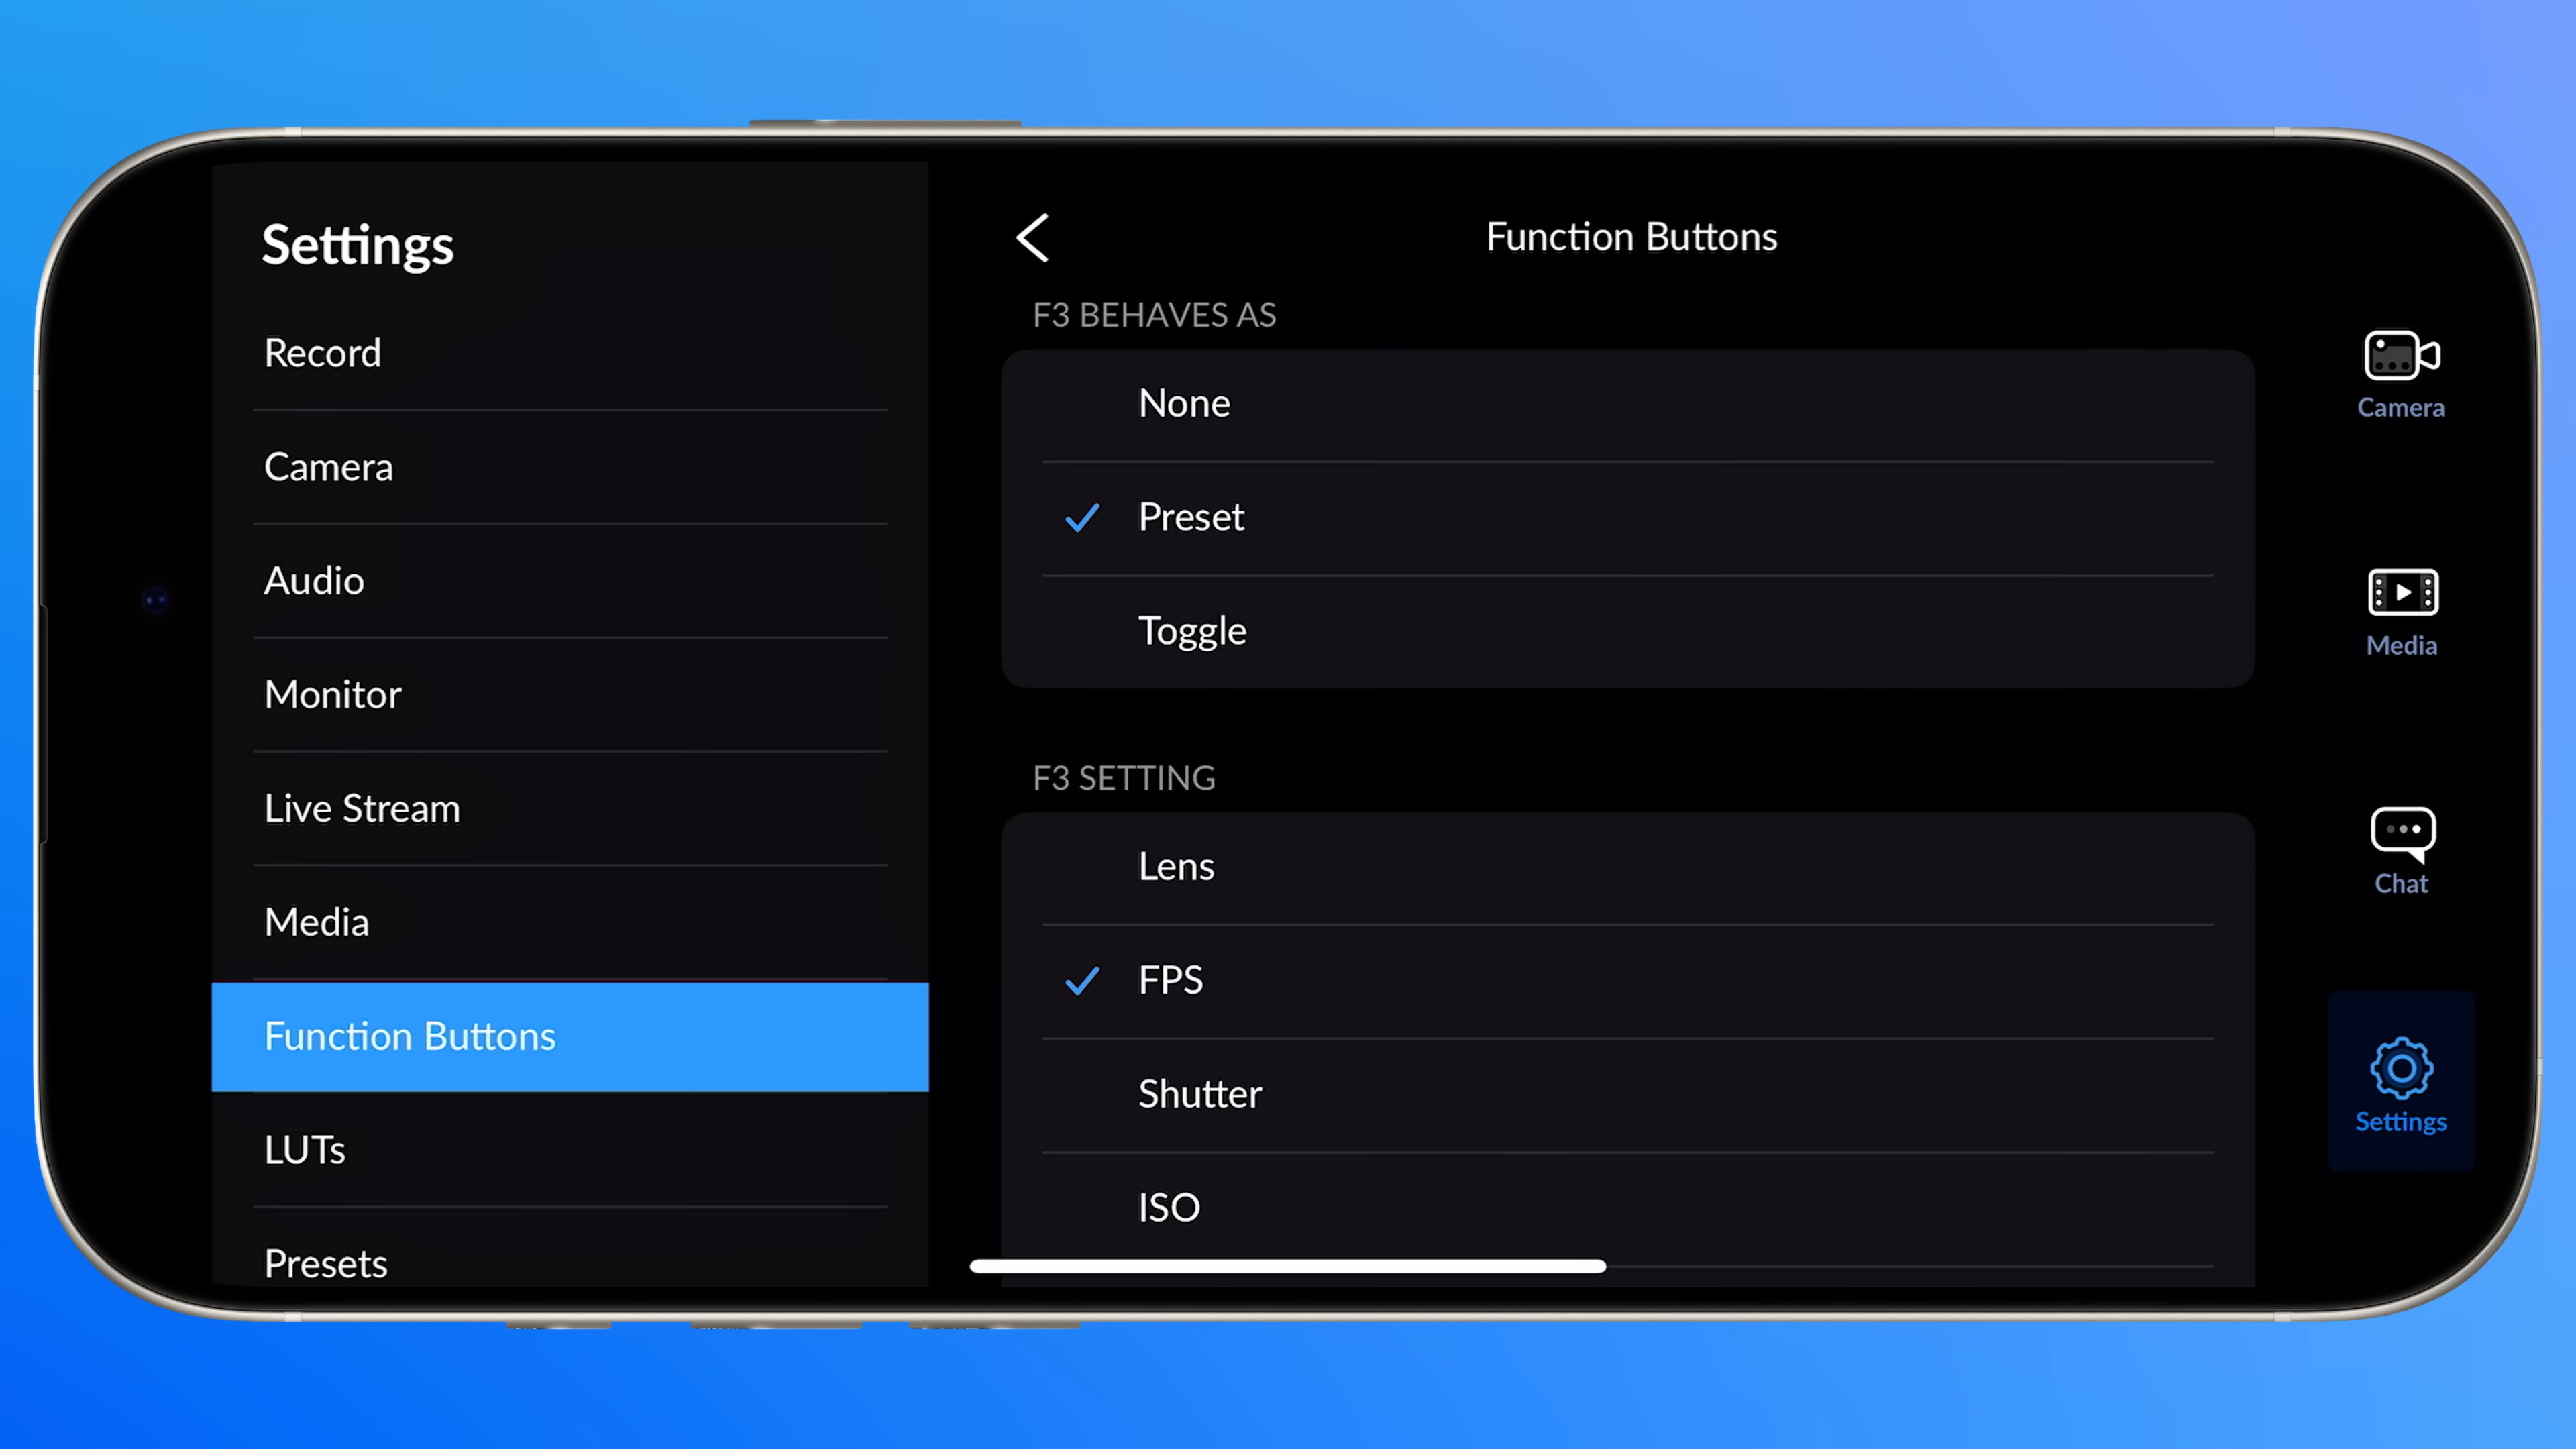 Settings
Record
Camera
Audio
Monitor
Live Stream
Media
Function Buttons
LUTs
Presets
Function Buttons
F3 BEHAVES AS
None
Preset
Toggle
F3 SETTING
Lens
FPS
Shutter
ISO
Camera
Media
Chat
Settings